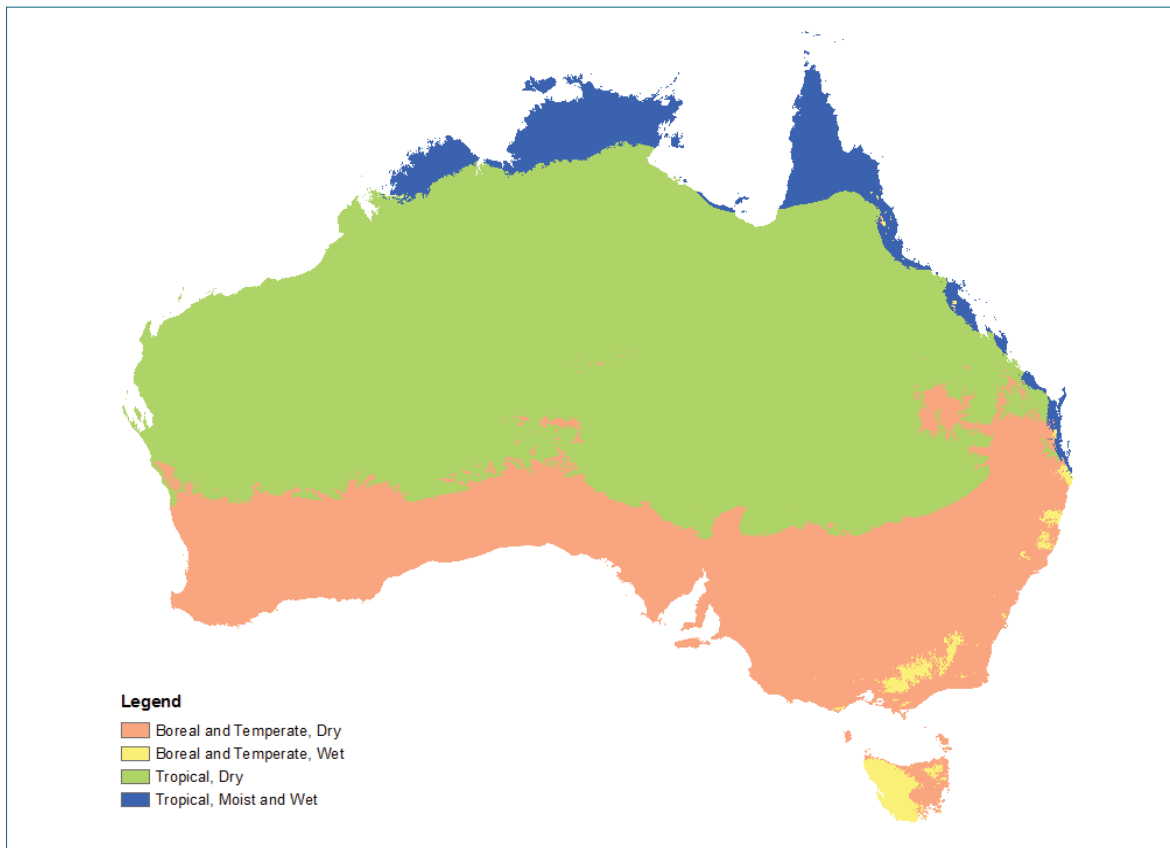 Legend
Boreal and Temperate, Dry
Boreal and Temperate, Wet
Tropical, Dry
Tropical, Moist and Wet